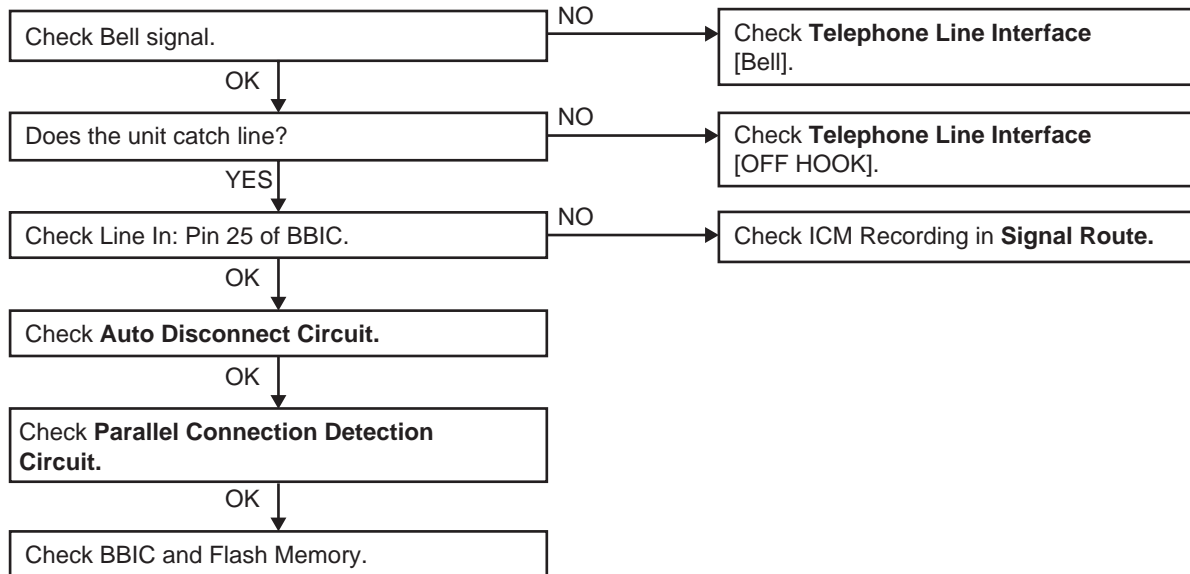 Check Bell signal.
NO
Check Telephone Line Interface
[Bell].
OK
Does the unit catch line?
NO
Check Telephone Line Interface
[OFF HOOK].
YES
Check Line In: Pin 25 of BBIC.
NO
Check ICM Recording in Signal Route.
OK
Check Auto Disconnect Circuit.
OK
Check Parallel Connection Detection
Circuit.
OK
Check BBIC and Flash Memory.